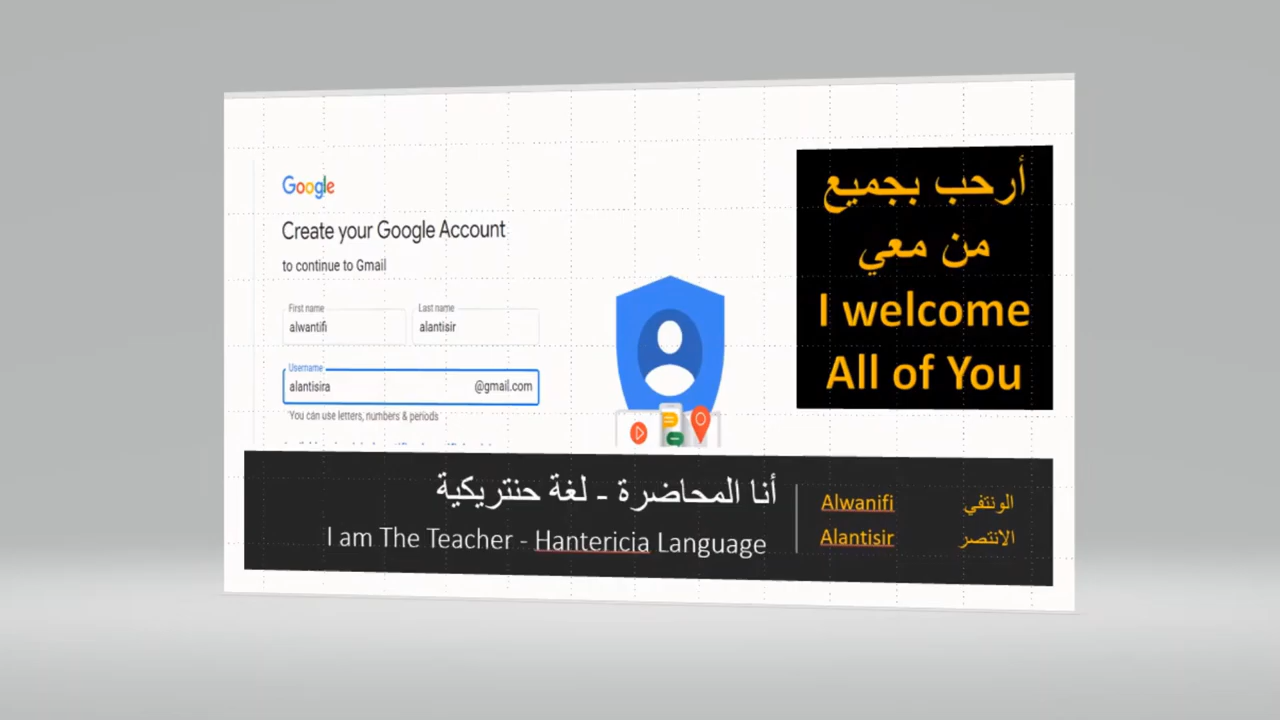 Google
Create your Google Account
to continue to Gmail
First name
Last name
alwantifi
alantisir
Username
alantisira
@gmail.com
You can use letters, numbers & periods
أرحب بجميع
من معي
I welcome
All of You
أنا المحاضرة - لغة حنتريكية
I am The Teacher - Hantericia Language
Alwanifi الونتفي
Alantisir الانتصر